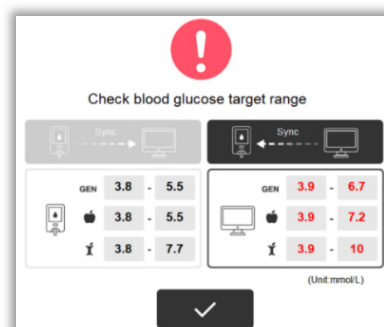 !
Check blood glucose target range
Sync Sync
GEN 3.8 - 5.5 GEN 3.9 - 6.7
3.8 - 5.5 3.9 - 7.2
3.8 - 7.7 3.9 - 10
(Unit:mmol/L)